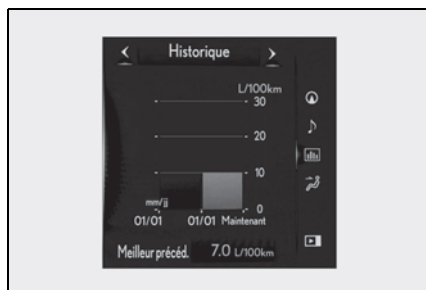 Historique
L/100km
30
20
10
mm/jj
0
01/01 01/01 Maintenant
Meilleur précéd. 7.0 L/100km